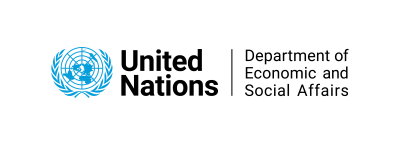 United
Nations
Department of
Economic and
Social Affairs